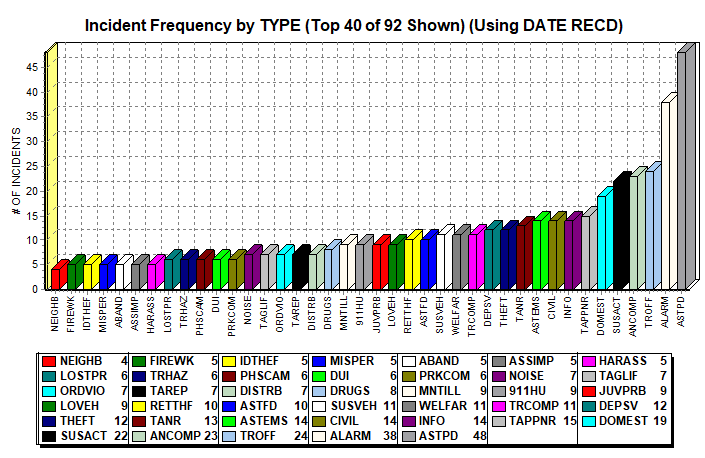 Incident Frequency by TYPE (Top 40 of 92 Shown) (Using DATE RECD)
# OF INCIDENTS
45
40
35
30
25
20
15
10
5
0
NEIGHB FIREWK IDTHEF MISPER ABAND ASSIMP HARASS LOSTPR TRHAZ PHSCAM DUI PRKCOM NOISE TAGLIF ORDVIO TAREP DISTRB DRUGS MNTILL 911HU JUVPRB LOVEH RETTHF ASTFD SUSVEH WELFAR TRCOMP DEPSV THEFT TANR ASTEMS CIVIL INFO TAPPNR DOMEST SUSACT ANCOMP TROFF ALARM ASTPD
NEIGHB 4 FIREWK 5 IDTHEF 5 MISPER 5 ABAND 5 ASSIMP 5 HARASS 5
LOSTPR 6 TRHAZ 6 PHSCAM 6 DUI 6 PRKCOM 6 NOISE 7 TAGLIF 7
ORDVIO 7 TAREP 7 DISTRB 7 DRUGS 8 MNTILL 9 911HU 9 JUVPRB 9
LOVEH 9 RETTHF 10 ASTFD 10 SUSVEH 11 WELFAR 11 TRCOMP 11 DEPSV 12
THEFT 12 TANR 13 ASTEMS 14 CIVIL 14 INFO 14 TAPPNR 15 DOMEST 19
SUSACT 22 ANCOMP 23 TROFF 24 ALARM 38 ASTPD 48